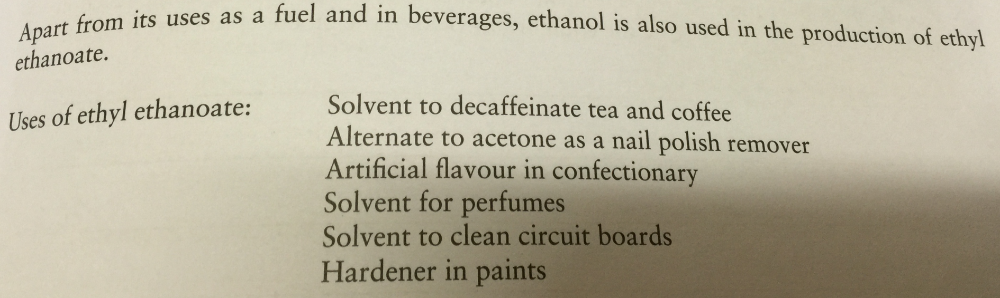 Apart from its uses as a fuel and in beverages, ethanol is also used in the production of ethyl
ethanoate.
Uses of ethyl ethanoate: Solvent to decaffeinate tea and coffee
Alternate to acetone as a nail polish remover
Artificial flavour in confectionary
Solvent for perfumes
Solvent to clean circuit boards
Hardener in paints